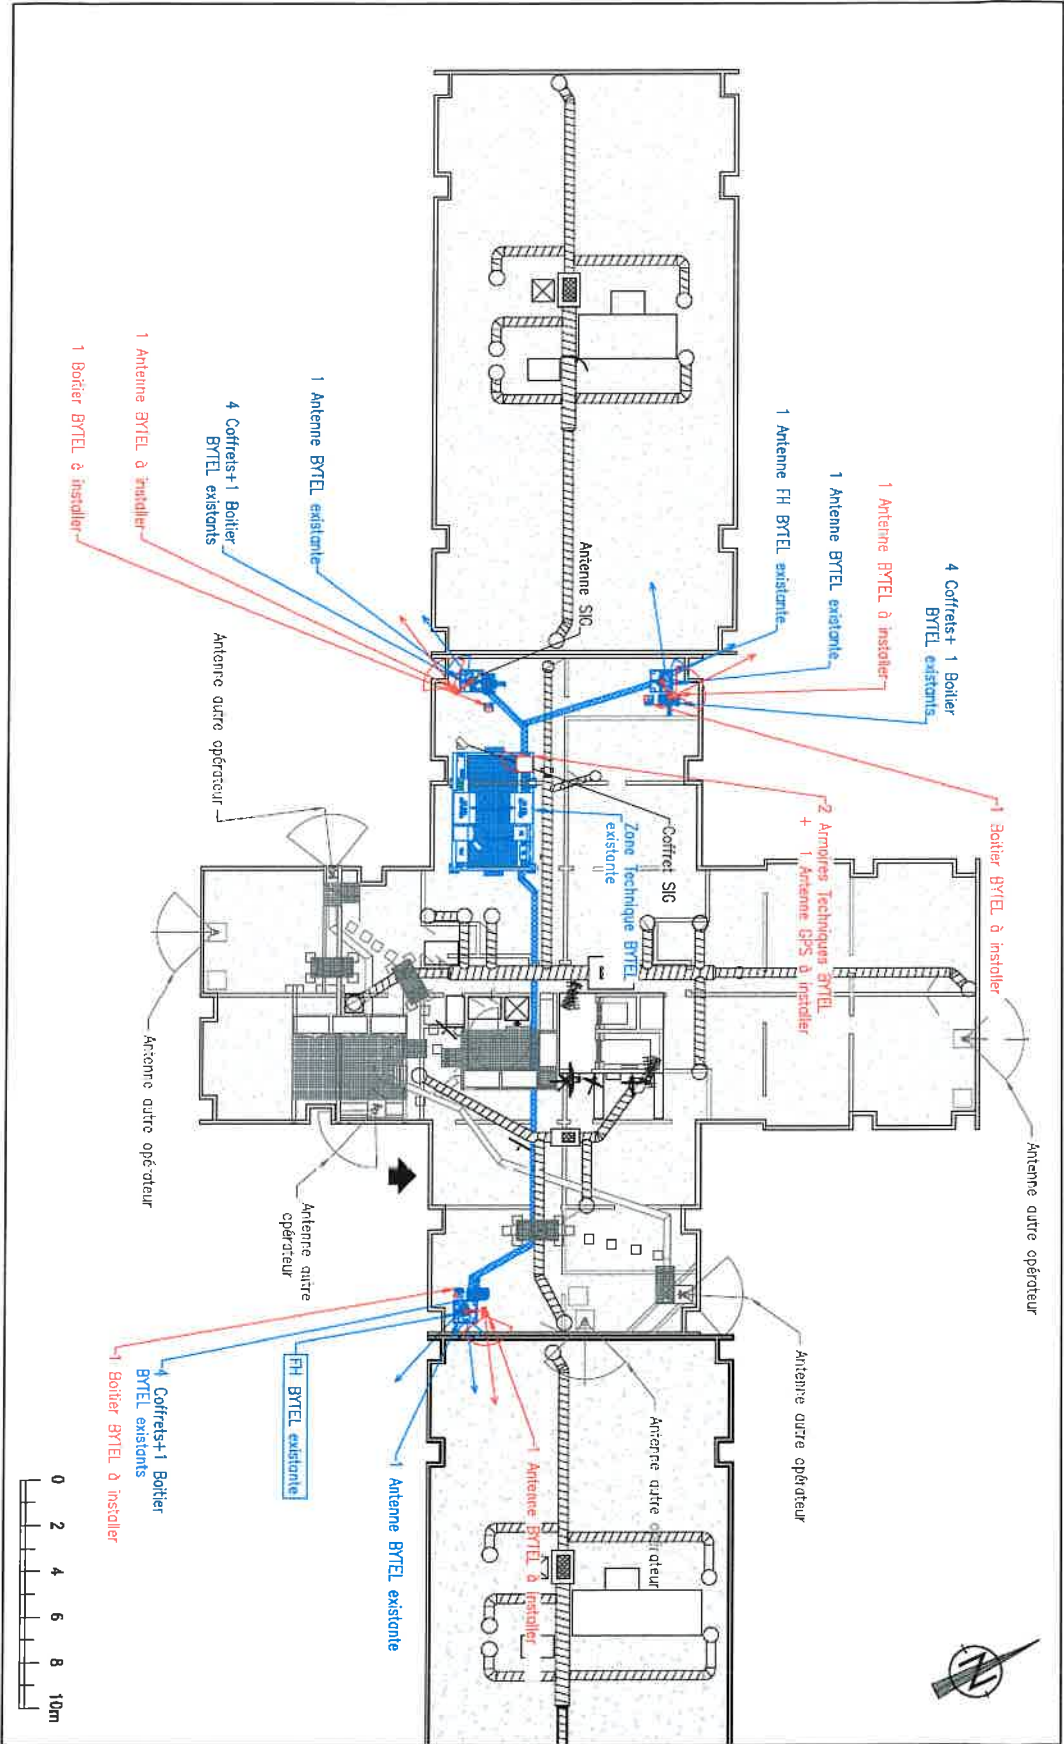 4 Coffrets+ 1 Boitier
BYTEL existants
1 Antenne BYTEL à installer
1 Antenne BYTEL existante
1 Antenne FH BYTEL existante
1 Boitier BYTEL à installer
2 Armoires Techniques BYTEL
+ 1 Antenne GPS à installer
Antenne autre opérateur
Antenne SIG
Coffret SIG
Zone Technique BYTEL
existante
1 Antenne BYTEL existante
4 Coffrets+1 Boitier
BYTEL existants
1 Antenne BYTEL à installer
1 Boitier BYTEL à installer
Antenne autre opérateur
Antenne autre opérateur
Antenne autre
opérateur
Antenne autre opérateur
Antenne autre opérateur
1 Antenne BYTEL à installer
1 Antenne BYTEL existante
FH BYTEL existante
4 Coffrets+1 Boitier
BYTEL existants
1 Boitier BYTEL à installer
0 2 4 6 8 10m
N